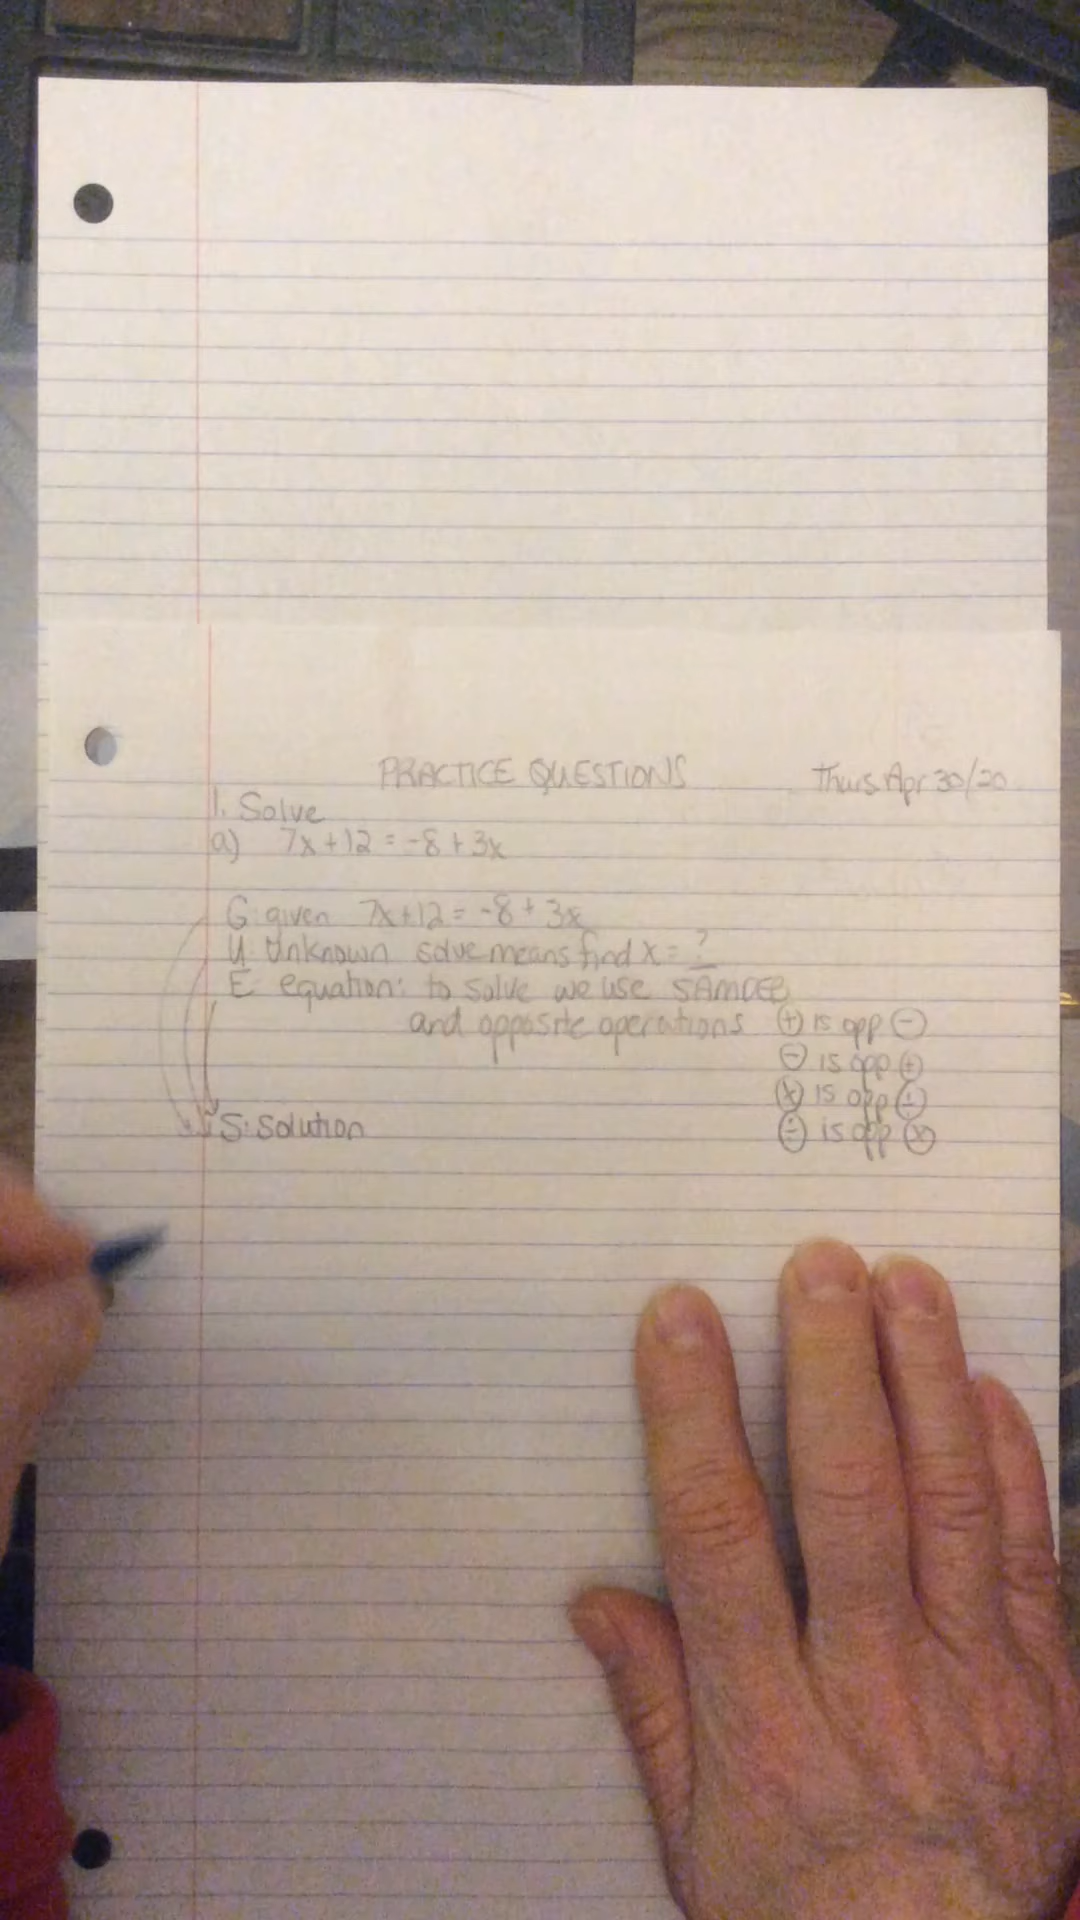 PRACTICE QUESTIONS Thurs. Apr 30/20
1. Solve
a) 7x+12 = -8+3x
G: given 7x+12 = -8 + 3x
U: Unknown solve means find x = ?
E: equation: to solve we use SAMDEB
and opposite operations (+) is opp (-)
(-) is opp (+)
(x) is opp (÷)
(÷) is opp (x)
S: Solution